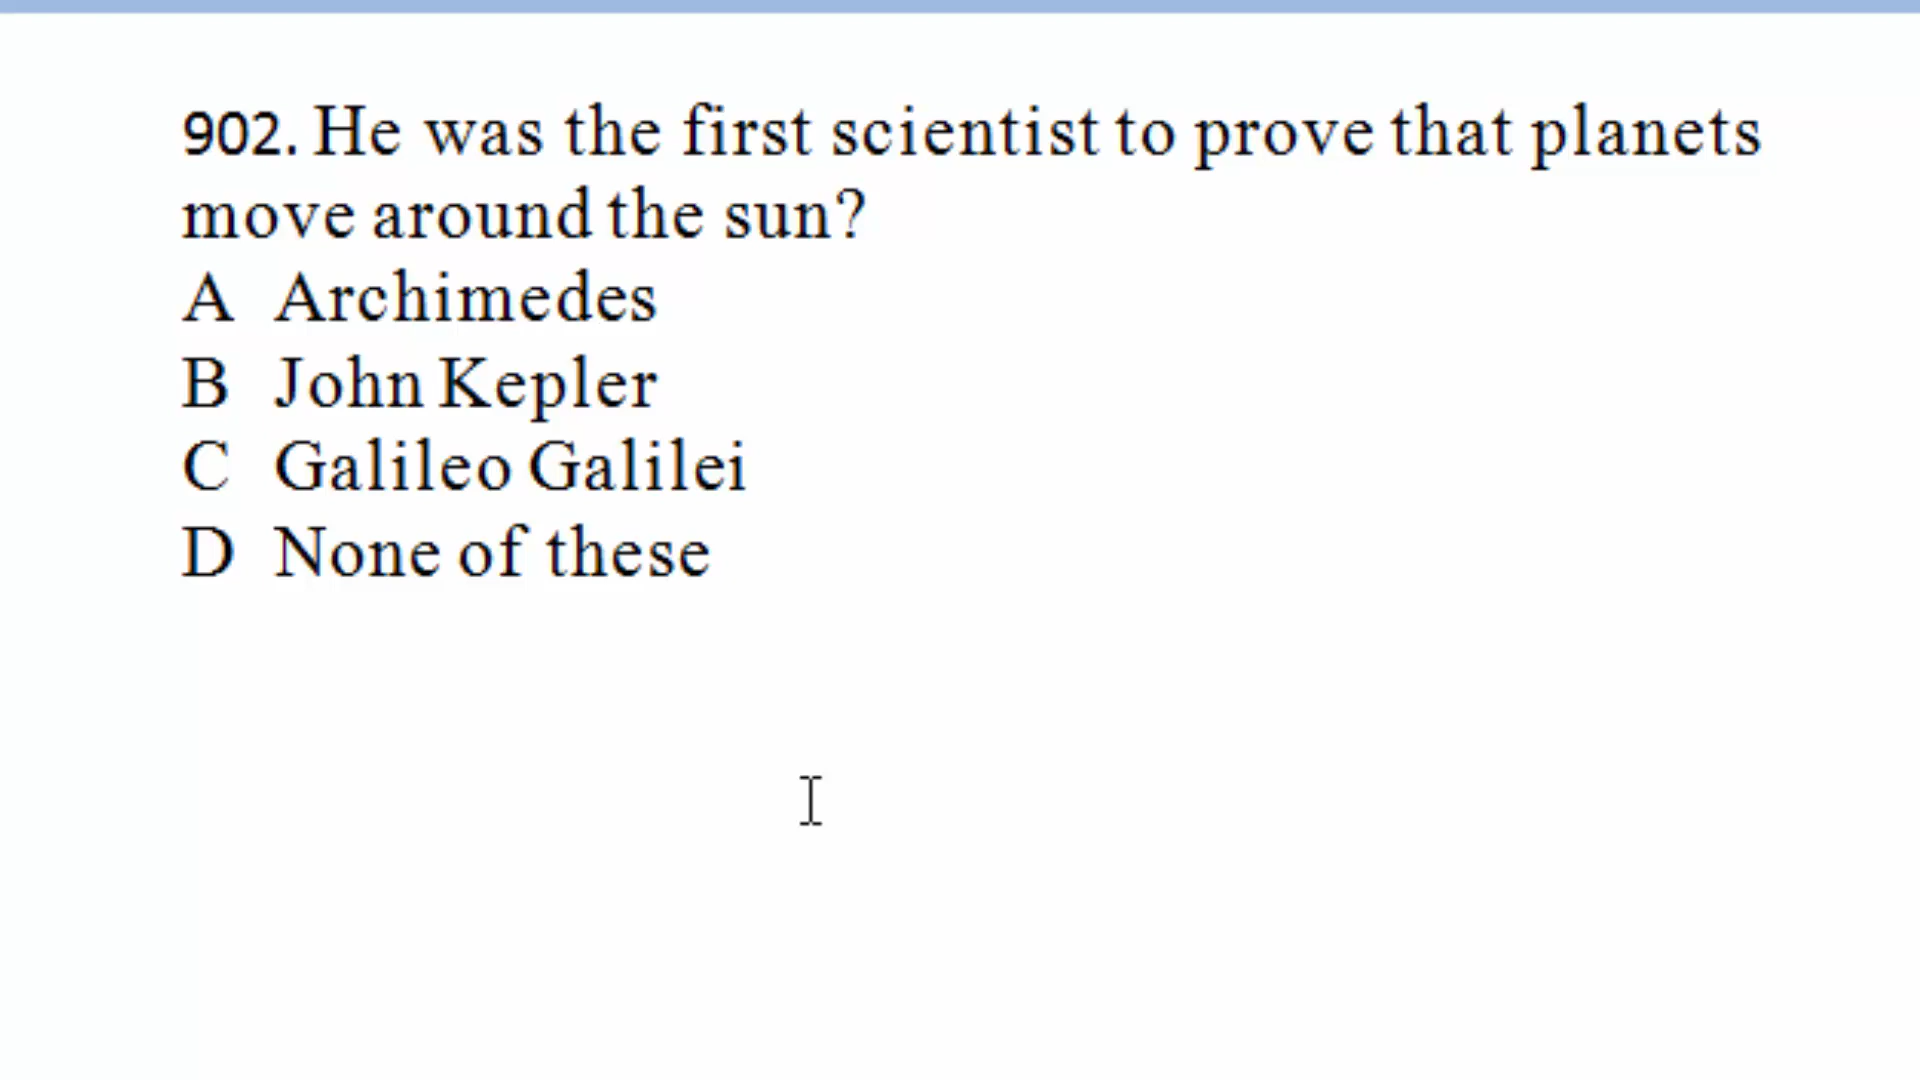 902. He was the first scientist to prove that planets
move around the sun?
A Archimedes
B John Kepler
C Galileo Galilei
D None of these